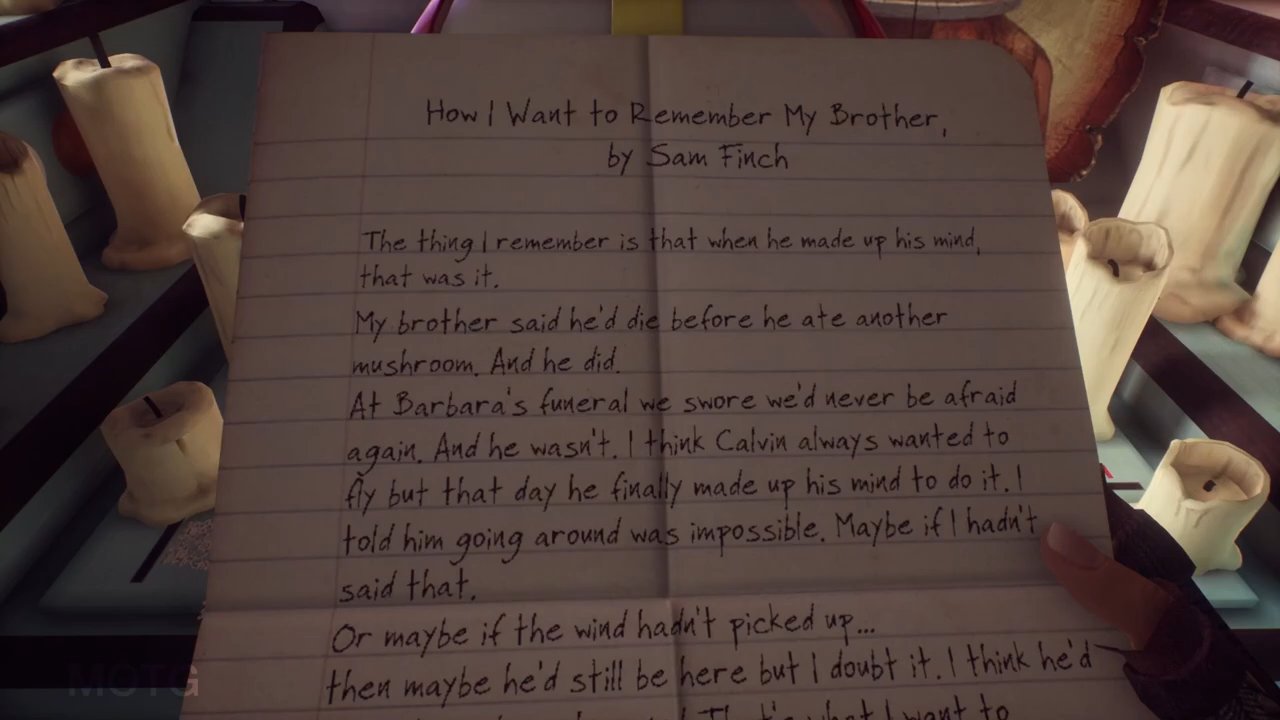 How I Want to Remember My Brother,
by Sam Finch
The thing I remember is that when he made up his mind,
that was it.
My brother said he'd die before he ate another
mushroom. And he did.
At Barbara's funeral we swore we'd never be afraid
again. And he wasn't. I think Calvin always wanted to
fly but that day he finally made up his mind to do it. I
told him going around was impossible. Maybe if I hadn't
said that.
Or maybe if the wind hadn't picked up...
then maybe he'd still be here but I doubt it. I think he'd
That's what I want to
MOTG